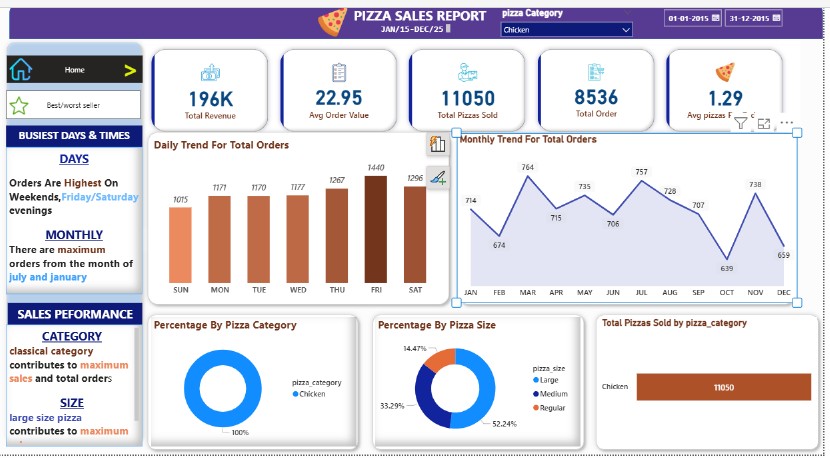 PIZZA SALES REPORT
JAN/15-DEC/25
pizza Category
Chicken
01-01-2015
31-12-2015
Home
>
Best/worst seller
BUSIEST DAYS & TIMES
DAYS
Orders Are Highest On
Weekends,Friday/Saturday
evenings
MONTHLY
There are maximum
orders from the month of
july and january
SALES PEFORMANCE
CATEGORY
classical category
contributes to maximum
sales and total orders
SIZE
large size pizza
contributes to maximum
196K
Total Revenue
22.95
Avg Order Value
11050
Total Pizzas Sold
8536
Total Order
1.29
Avg pizzas
Daily Trend For Total Orders
1015
1171
1170
1177
1267
1440
1296
SUN
MON
TUE
WED
THU
FRI
SAT
Monthly Trend For Total Orders
714
674
764
715
735
706
757
728
707
639
738
659
JAN
FEB
MAR
APR
MAY
JUN
JUL
AUG
SEP
OCT
NOV
DEC
Percentage By Pizza Category
100%
pizza_category
Chicken
Percentage By Pizza Size
14.47%
33.29%
52.24%
pizza_size
Large
Medium
Regular
Total Pizzas Sold by pizza_category
Chicken
11050